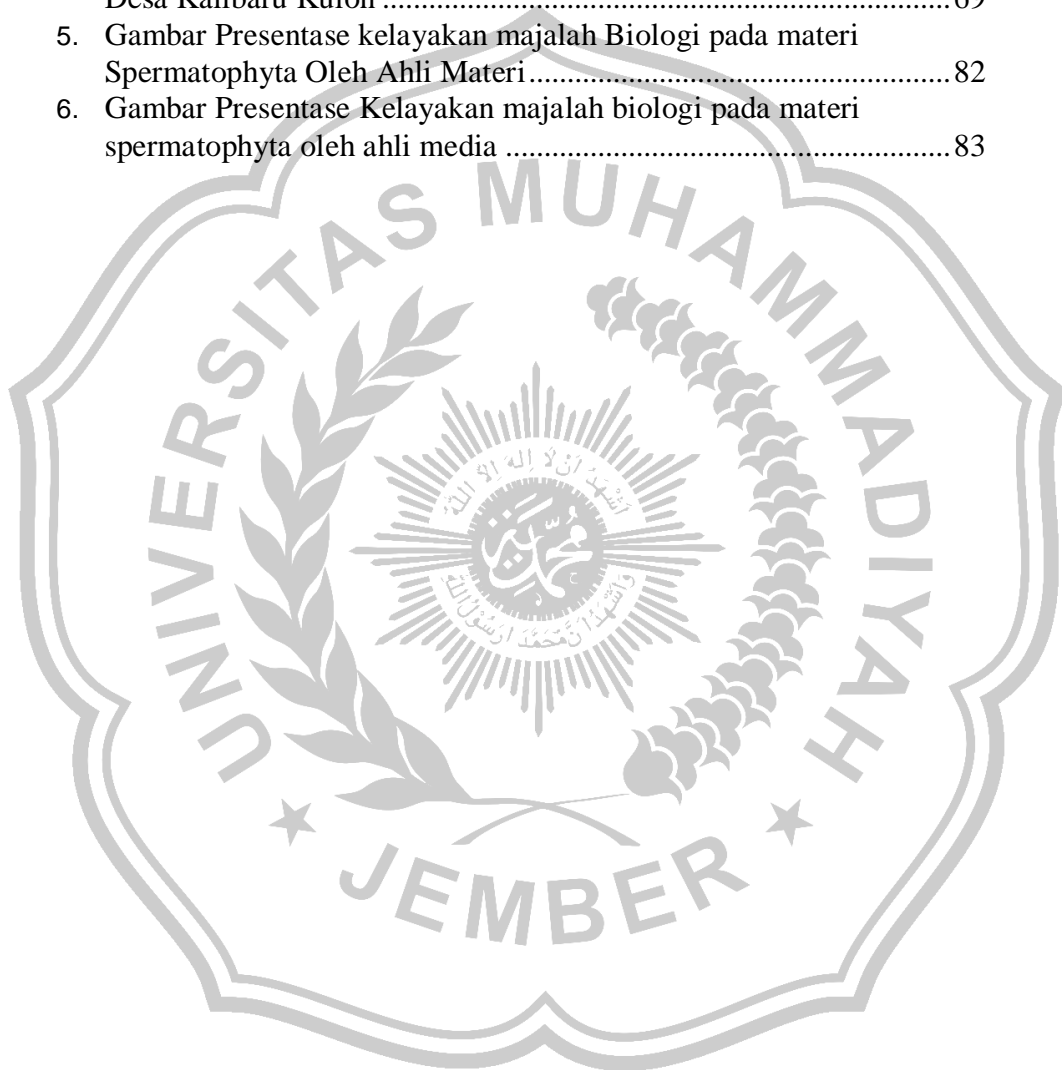 Desa Kalibaru Kulon ........................................................................ 69
5. Gambar Presentase kelayakan majalah Biologi pada materi
Spermatophyta Oleh Ahli Materi ..................................................... 82
6. Gambar Presentase Kelayakan majalah biologi pada materi
spermatophyta oleh ahli media ........................................................ 83
UNIVERSITAS MUHAMMADIYAH
JEMBER